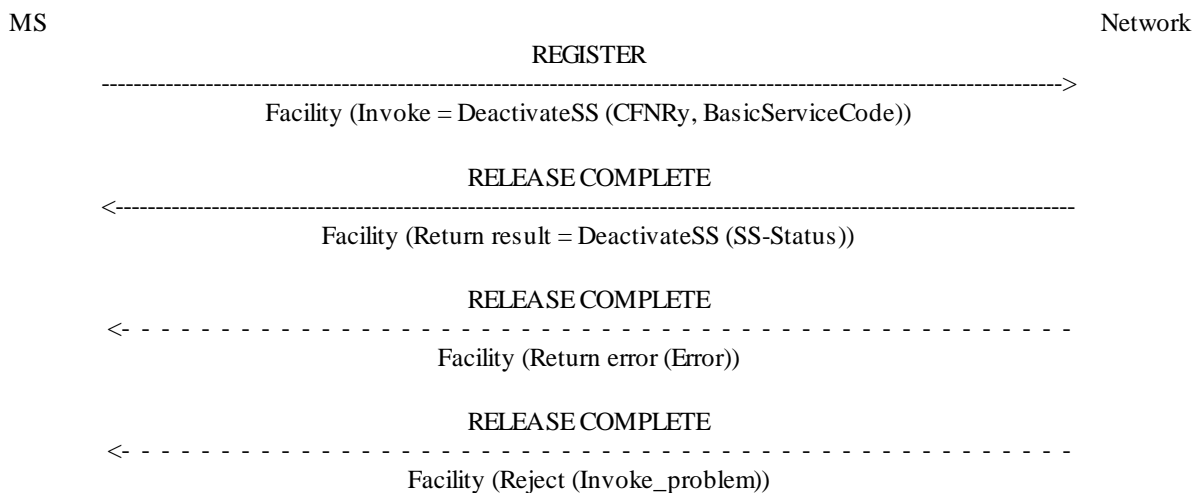 MS Network
REGISTER
Facility (Invoke = DeactivateSS (CFNRy, BasicServiceCode))
RELEASE COMPLETE
Facility (Return result = DeactivateSS (SS-Status))
RELEASE COMPLETE
Facility (Return error (Error))
RELEASE COMPLETE
Facility (Reject (Invoke_problem))